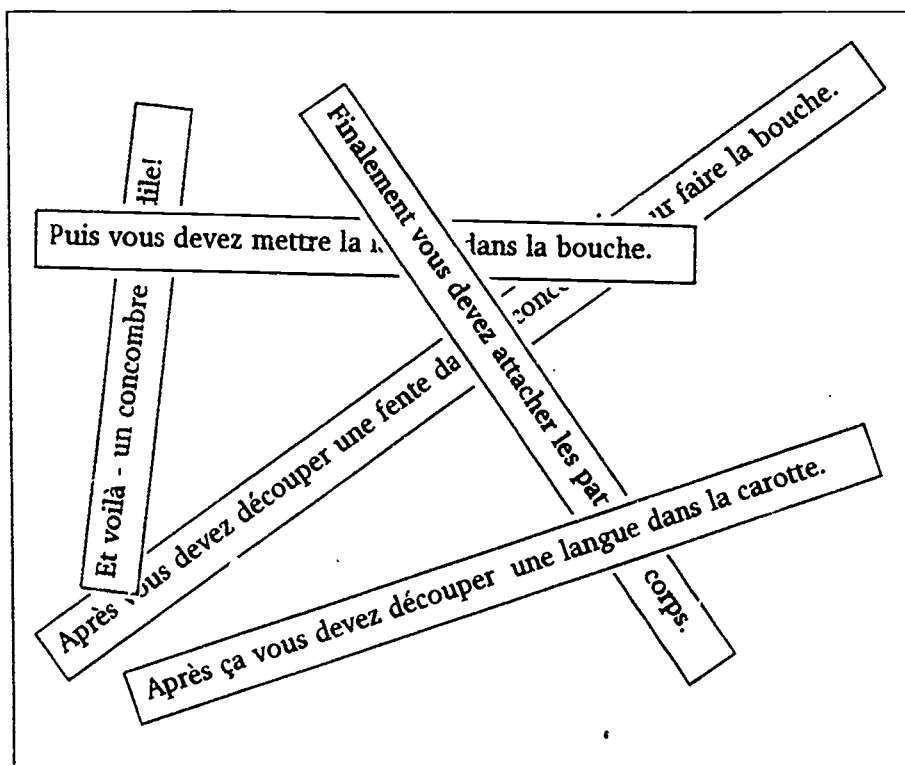 Finalement vous devez attacher les pat corps.
ur faire la bouche.
Puis vous devez mettre la dans la bouche.
Et voilà - un concombre
Après vous devez découper une fente da conc
Après ça vous devez découper une langue dans la carotte.